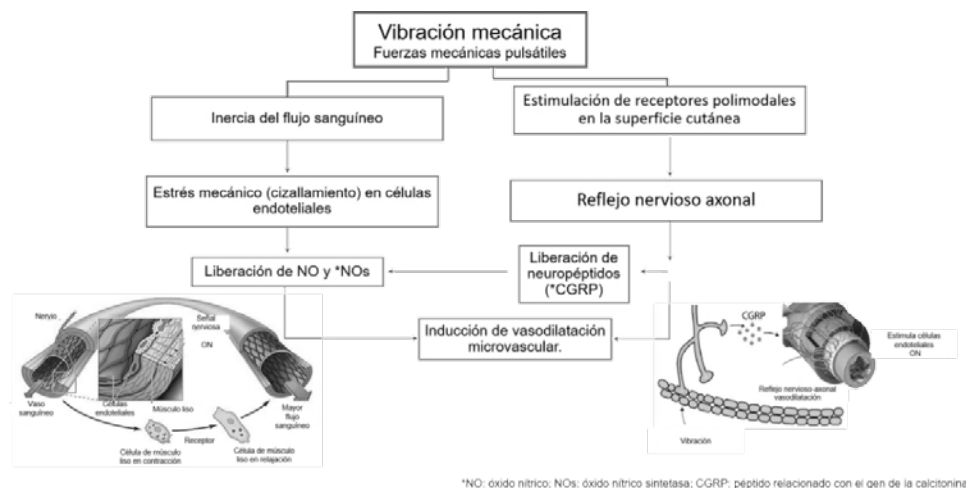 Vibración mecánica
Fuerzas mecánicas pulsátiles
Inercia del flujo sanguíneo
Estimulación de receptores polimodales
en la superficie cutánea
Estrés mecánico (cizallamiento) en células
endoteliales
Reflejo nervioso axonal
Liberación de NO y *NOs
Liberación de
neuropéptidos
(*CGRP)
Inducción de vasodilatación
microvascular.
Nervio
Señal
nerviosa
ON
Vaso
sanguíneo
Células
endoteliales
Músculo liso
Mayor
flujo
sanguíneo
Receptor
Célula de músculo
liso en contracción
Célula de músculo
liso en relajación
CGRP
Estimula células
endoteliales
ON
Reflejo nervioso axonal
vasodilatación
Vibración
*NO: óxido nítrico; NOs: óxido nítrico sintetasa; CGRP: péptido relacionado con el gen de la calcitonina